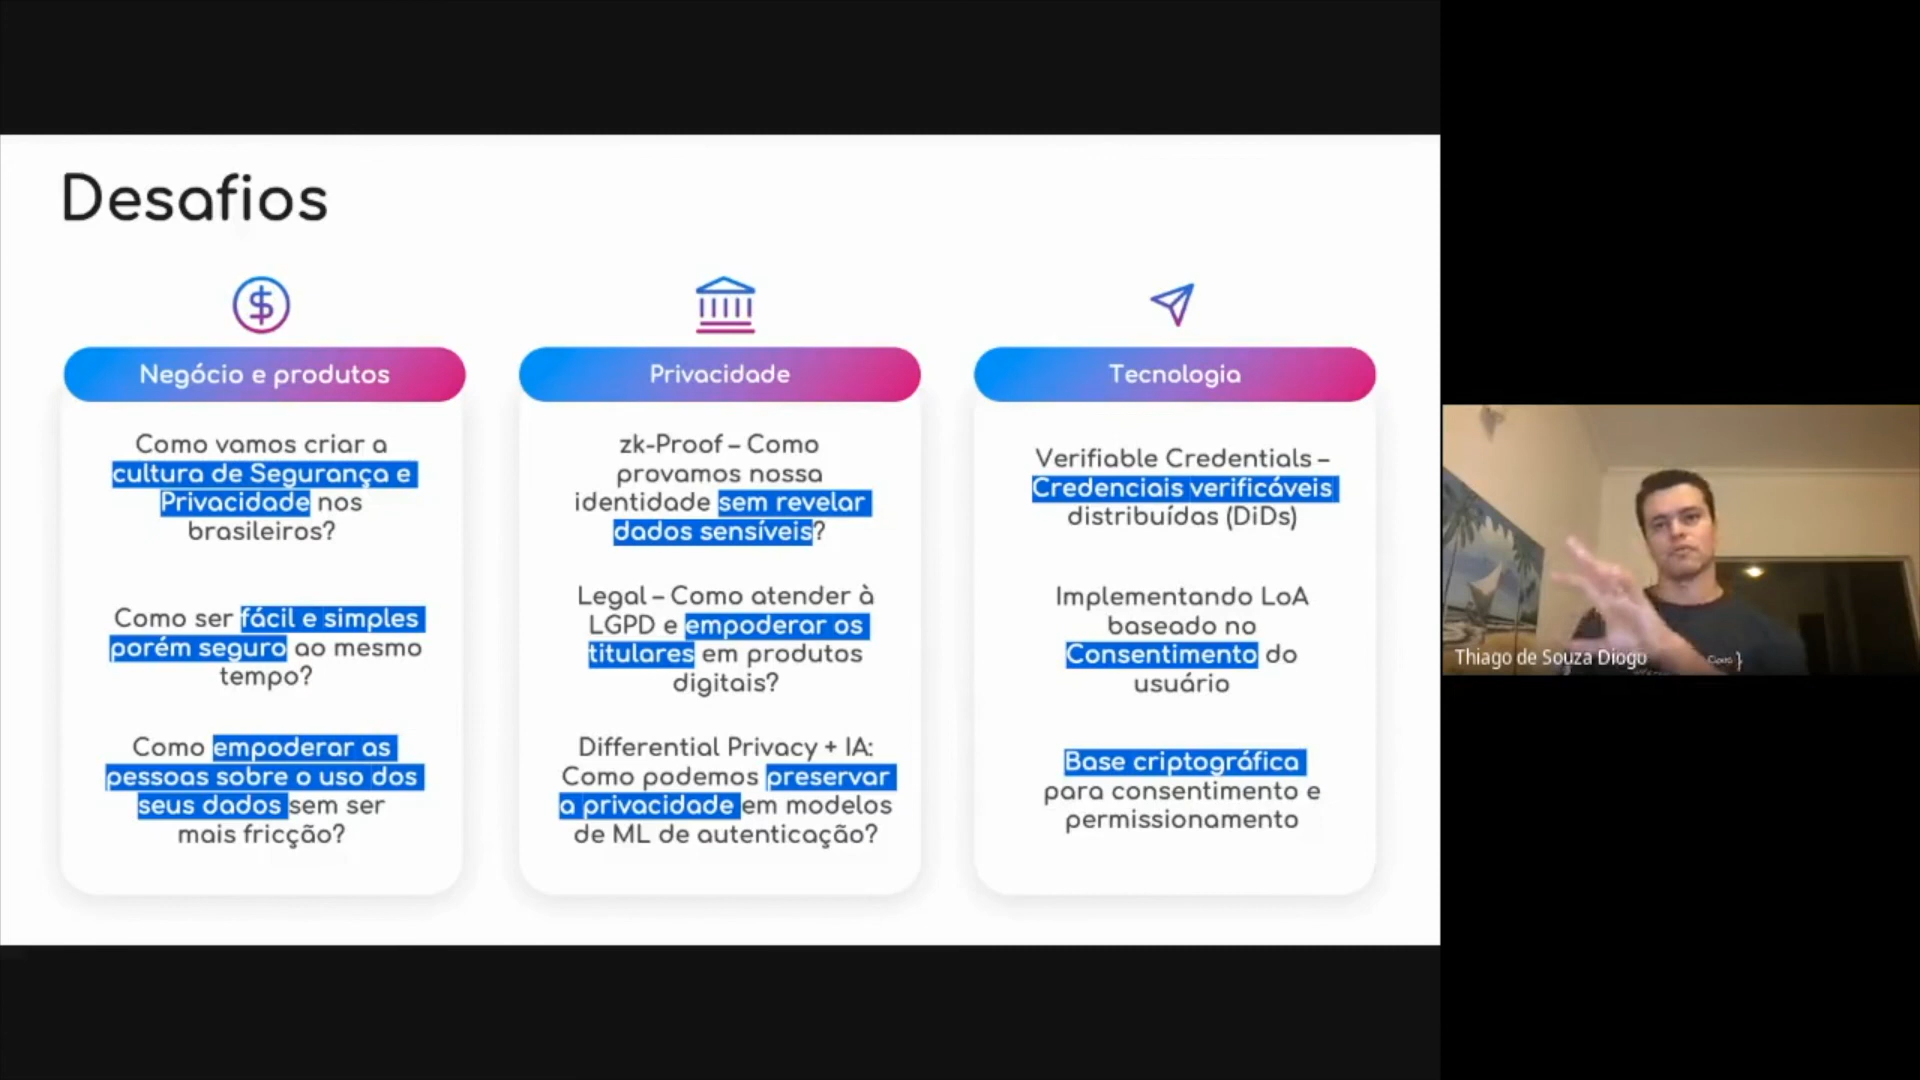 Desafios
Negócio e produtos
Como vamos criar a
cultura de Segurança e
Privacidade nos
brasileiros?
Como ser fácil e simples
porém seguro ao mesmo
tempo?
Como empoderar as
pessoas sobre o uso dos
seus dados sem ser
mais fricção?
Privacidade
zk-Proof – Como
provamos nossa
identidade sem revelar
dados sensíveis?
Legal – Como atender à
LGPD e empoderar os
titulares em produtos
digitais?
Differential Privacy + IA:
Como podemos preservar
a privacidade em modelos
de ML de autenticação?
Tecnologia
Verifiable Credentials –
Credenciais verificáveis
distribuídas (DiDs)
Implementando LoA
baseado no
Consentimento do
usuário
Base criptográfica
para consentimento e
permissionamento
Thiago de Souza Diogo